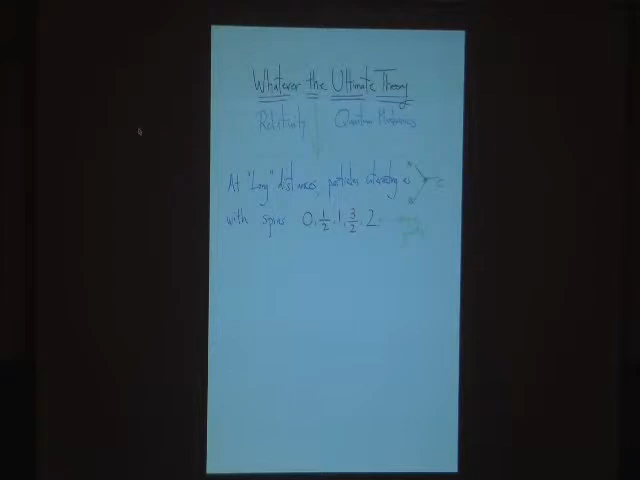 Whatever the Ultimate Theory
Relativity Quantum Mechanics
At "Long" distances, particles interacting as
with spins 0, 1/2, 1, 3/2, 2